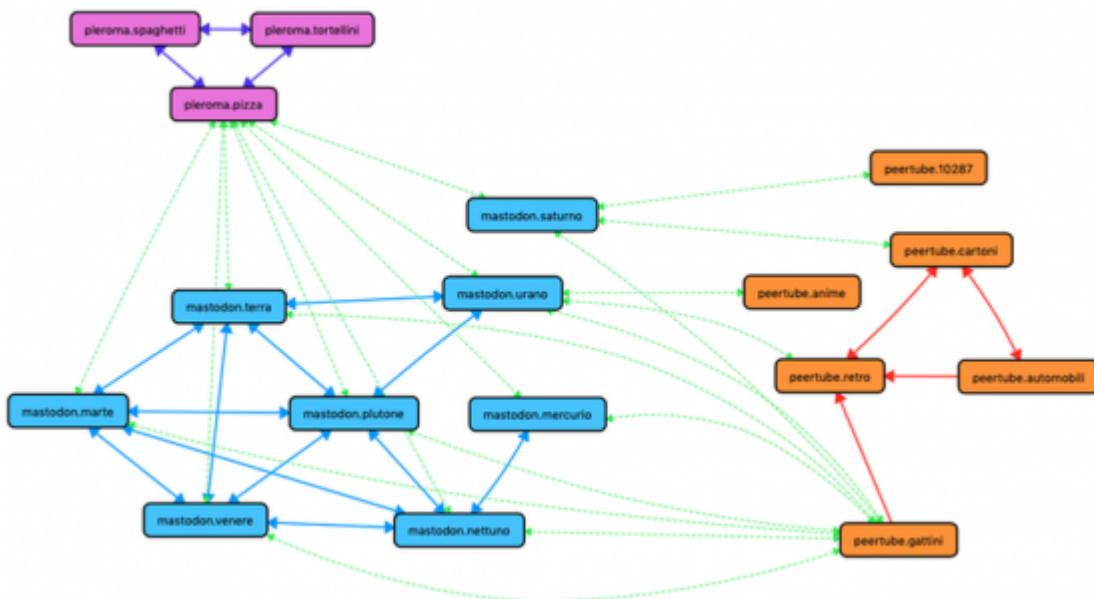 pleroma.spaghetti
pleroma.tortellini
pleroma.pizza
peertube.10287
mastodon.saturno
peertube.cartoni
mastodon.terra
mastodon.urano
peertube.anime
peertube.retro
peertube.automobili
mastodon.marte
mastodon.plutone
mastodon.mercurio
mastodon.venere
mastodon.nettuno
peertube.gattini